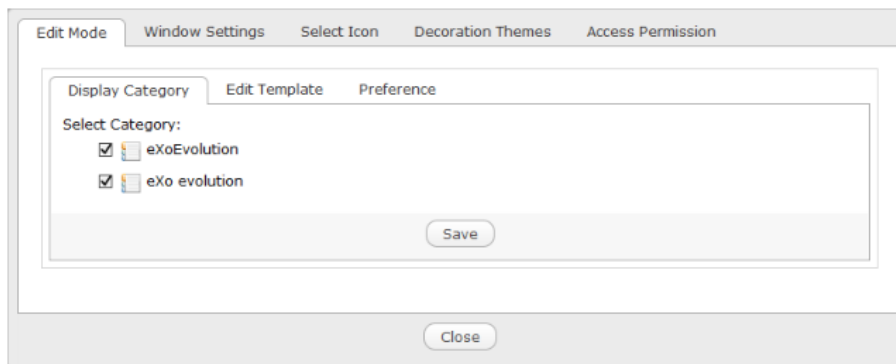 Edit Mode Window Settings Select Icon Decoration Themes Access Permission
Display Category Edit Template Preference
Select Category:
eXoEvolution
eXo evolution
Save
Close